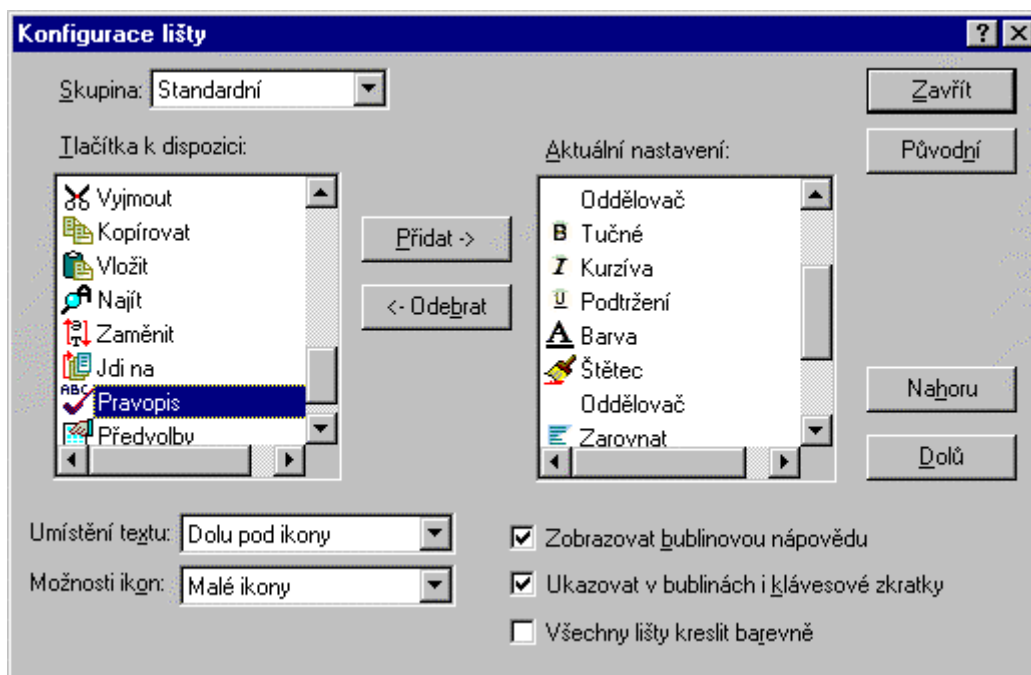 Konfigurace lišty
Skupina: Standardní
Zavřít
Tlačítka k dispozici:
Aktuální nastavení:
Původní
Vyjmout
Kopírovat
Vložit
Najít
Zaměnit
Jdi na
ABC
Pravopis
Předvolby
Přidat ->
<- Odebrat
Oddělovač
B Tučné
I Kurzíva
U Podtržení
A Barva
Štětec
Oddělovač
Zarovnat
Nahoru
Dolů
Umístění textu: Dolu pod ikony
Možnosti ikon: Malé ikony
Zobrazovat bublinovou nápovědu
Ukazovat v bublinách i klávesové zkratky
Všechny lišty kreslit barevně